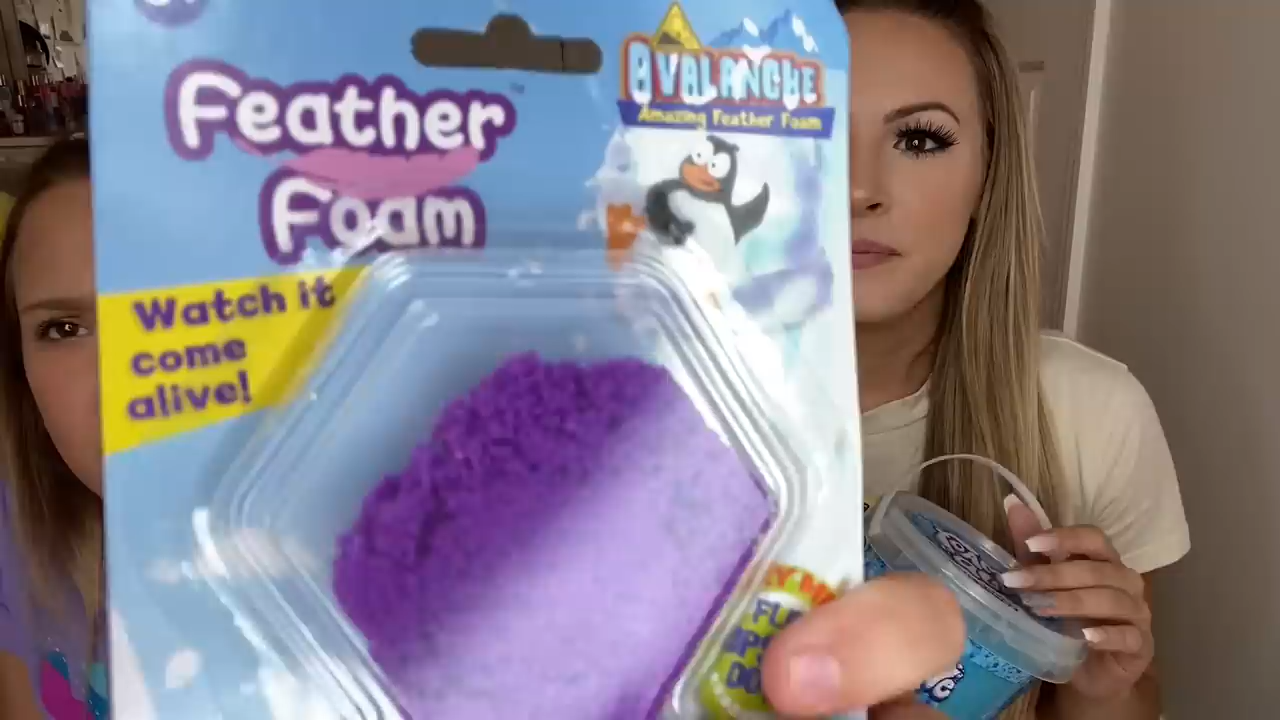 Feather
Foam
AVALANCHE
Amazing Feather Foam
Watch it
come
alive!